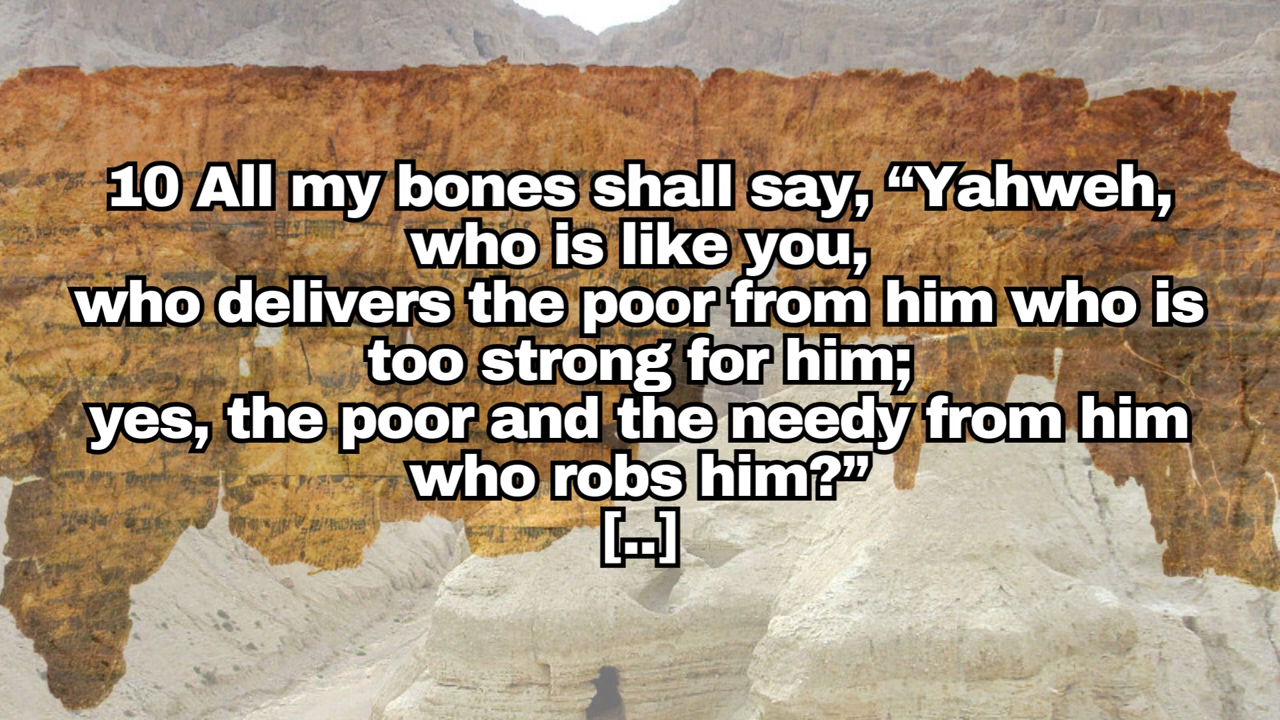 10 All my bones shall say, “Yahweh,
who is like you,
who delivers the poor from him who is
too strong for him;
yes, the poor and the needy from him
who robs him?”
[..]